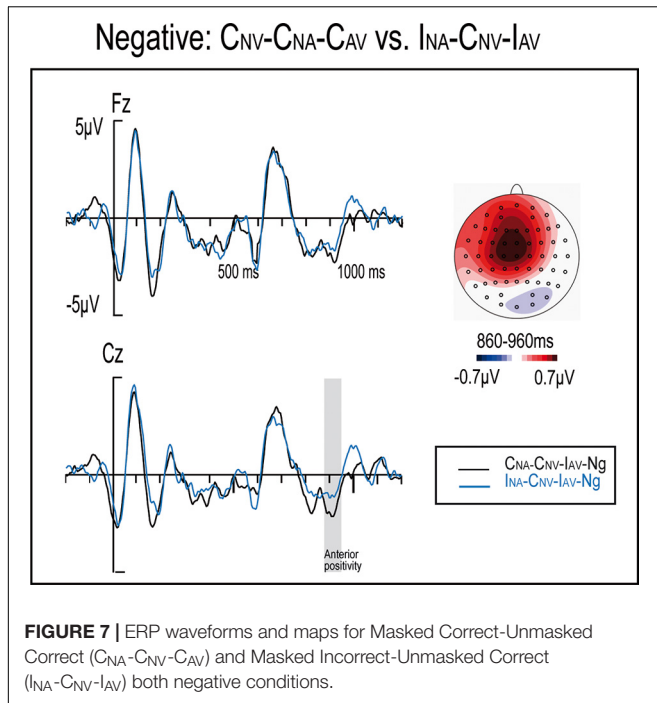 Negative: CNV-CNA-CAV vs. INA-CNV-IAV
Fz
5µV
500 ms
1000 ms
-5µV
860-960ms
-0.7µV 0.7µV
Cz
Anterior
positivity
CNA-CNV-IAV-Ng
INA-CNV-IAV-Ng
FIGURE 7 | ERP waveforms and maps for Masked Correct-Unmasked
Correct (CNA-CNV-CAV) and Masked Incorrect-Unmasked Correct
(INA-CNV-IAV) both negative conditions.